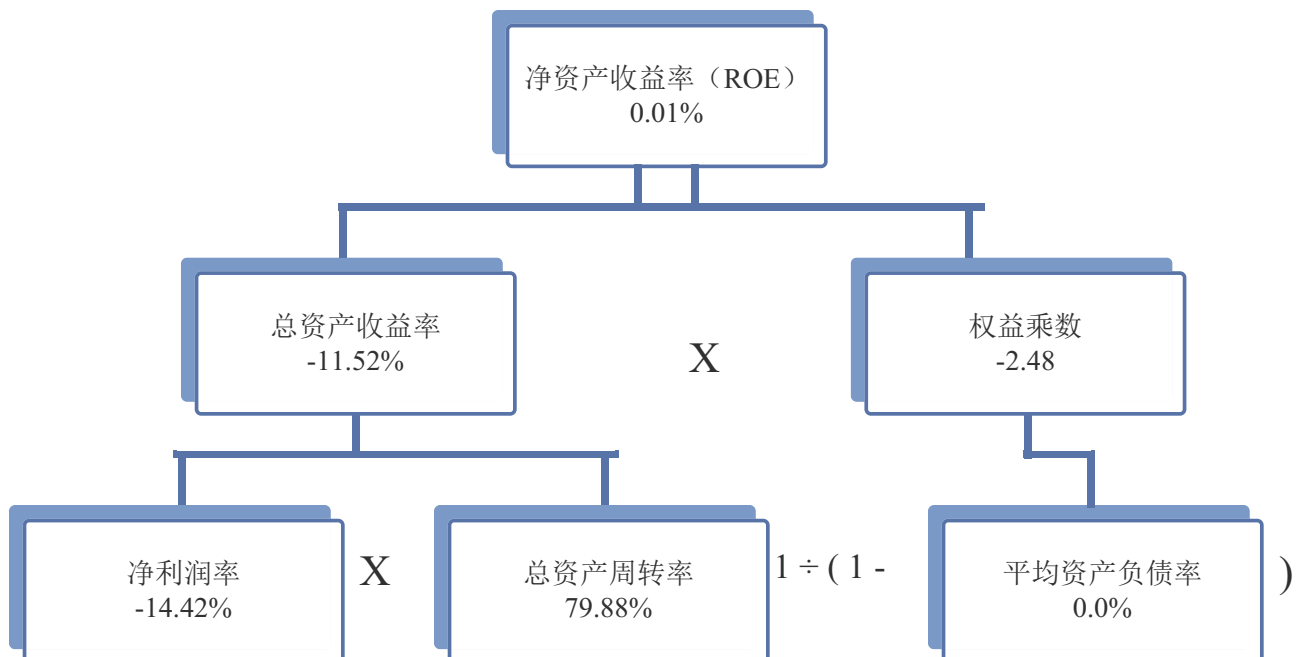 净资产收益率（ROE）
0.01%
总资产收益率
-11.52%
X
权益乘数
-2.48
净利润率
-14.42%
X
总资产周转率
79.88%
1 ÷ ( 1 -
平均资产负债率
0.0%
)